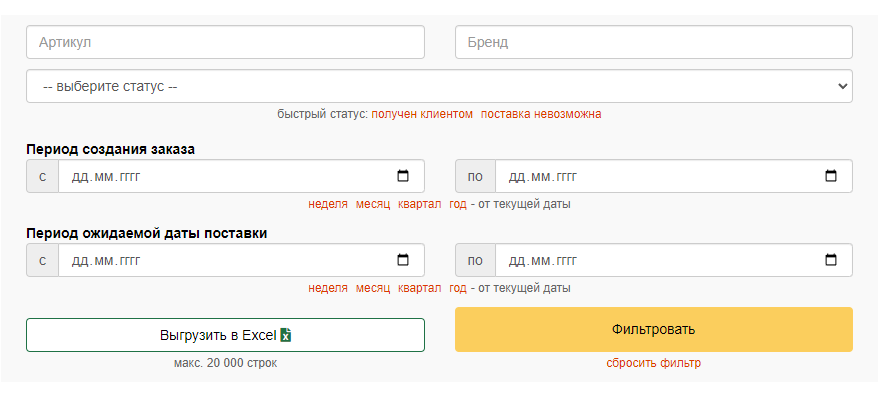 Артикул Бренд
-- выберите статус --
быстрый статус: получен клиентом поставка невозможна
Период создания заказа
с дд.мм.гггг по дд.мм.гггг
неделя месяц квартал год - от текущей даты
Период ожидаемой даты поставки
с дд.мм.гггг по дд.мм.гггг
неделя месяц квартал год - от текущей даты
Выгрузить в Excel Фильтровать
макс. 20 000 строк сбросить фильтр